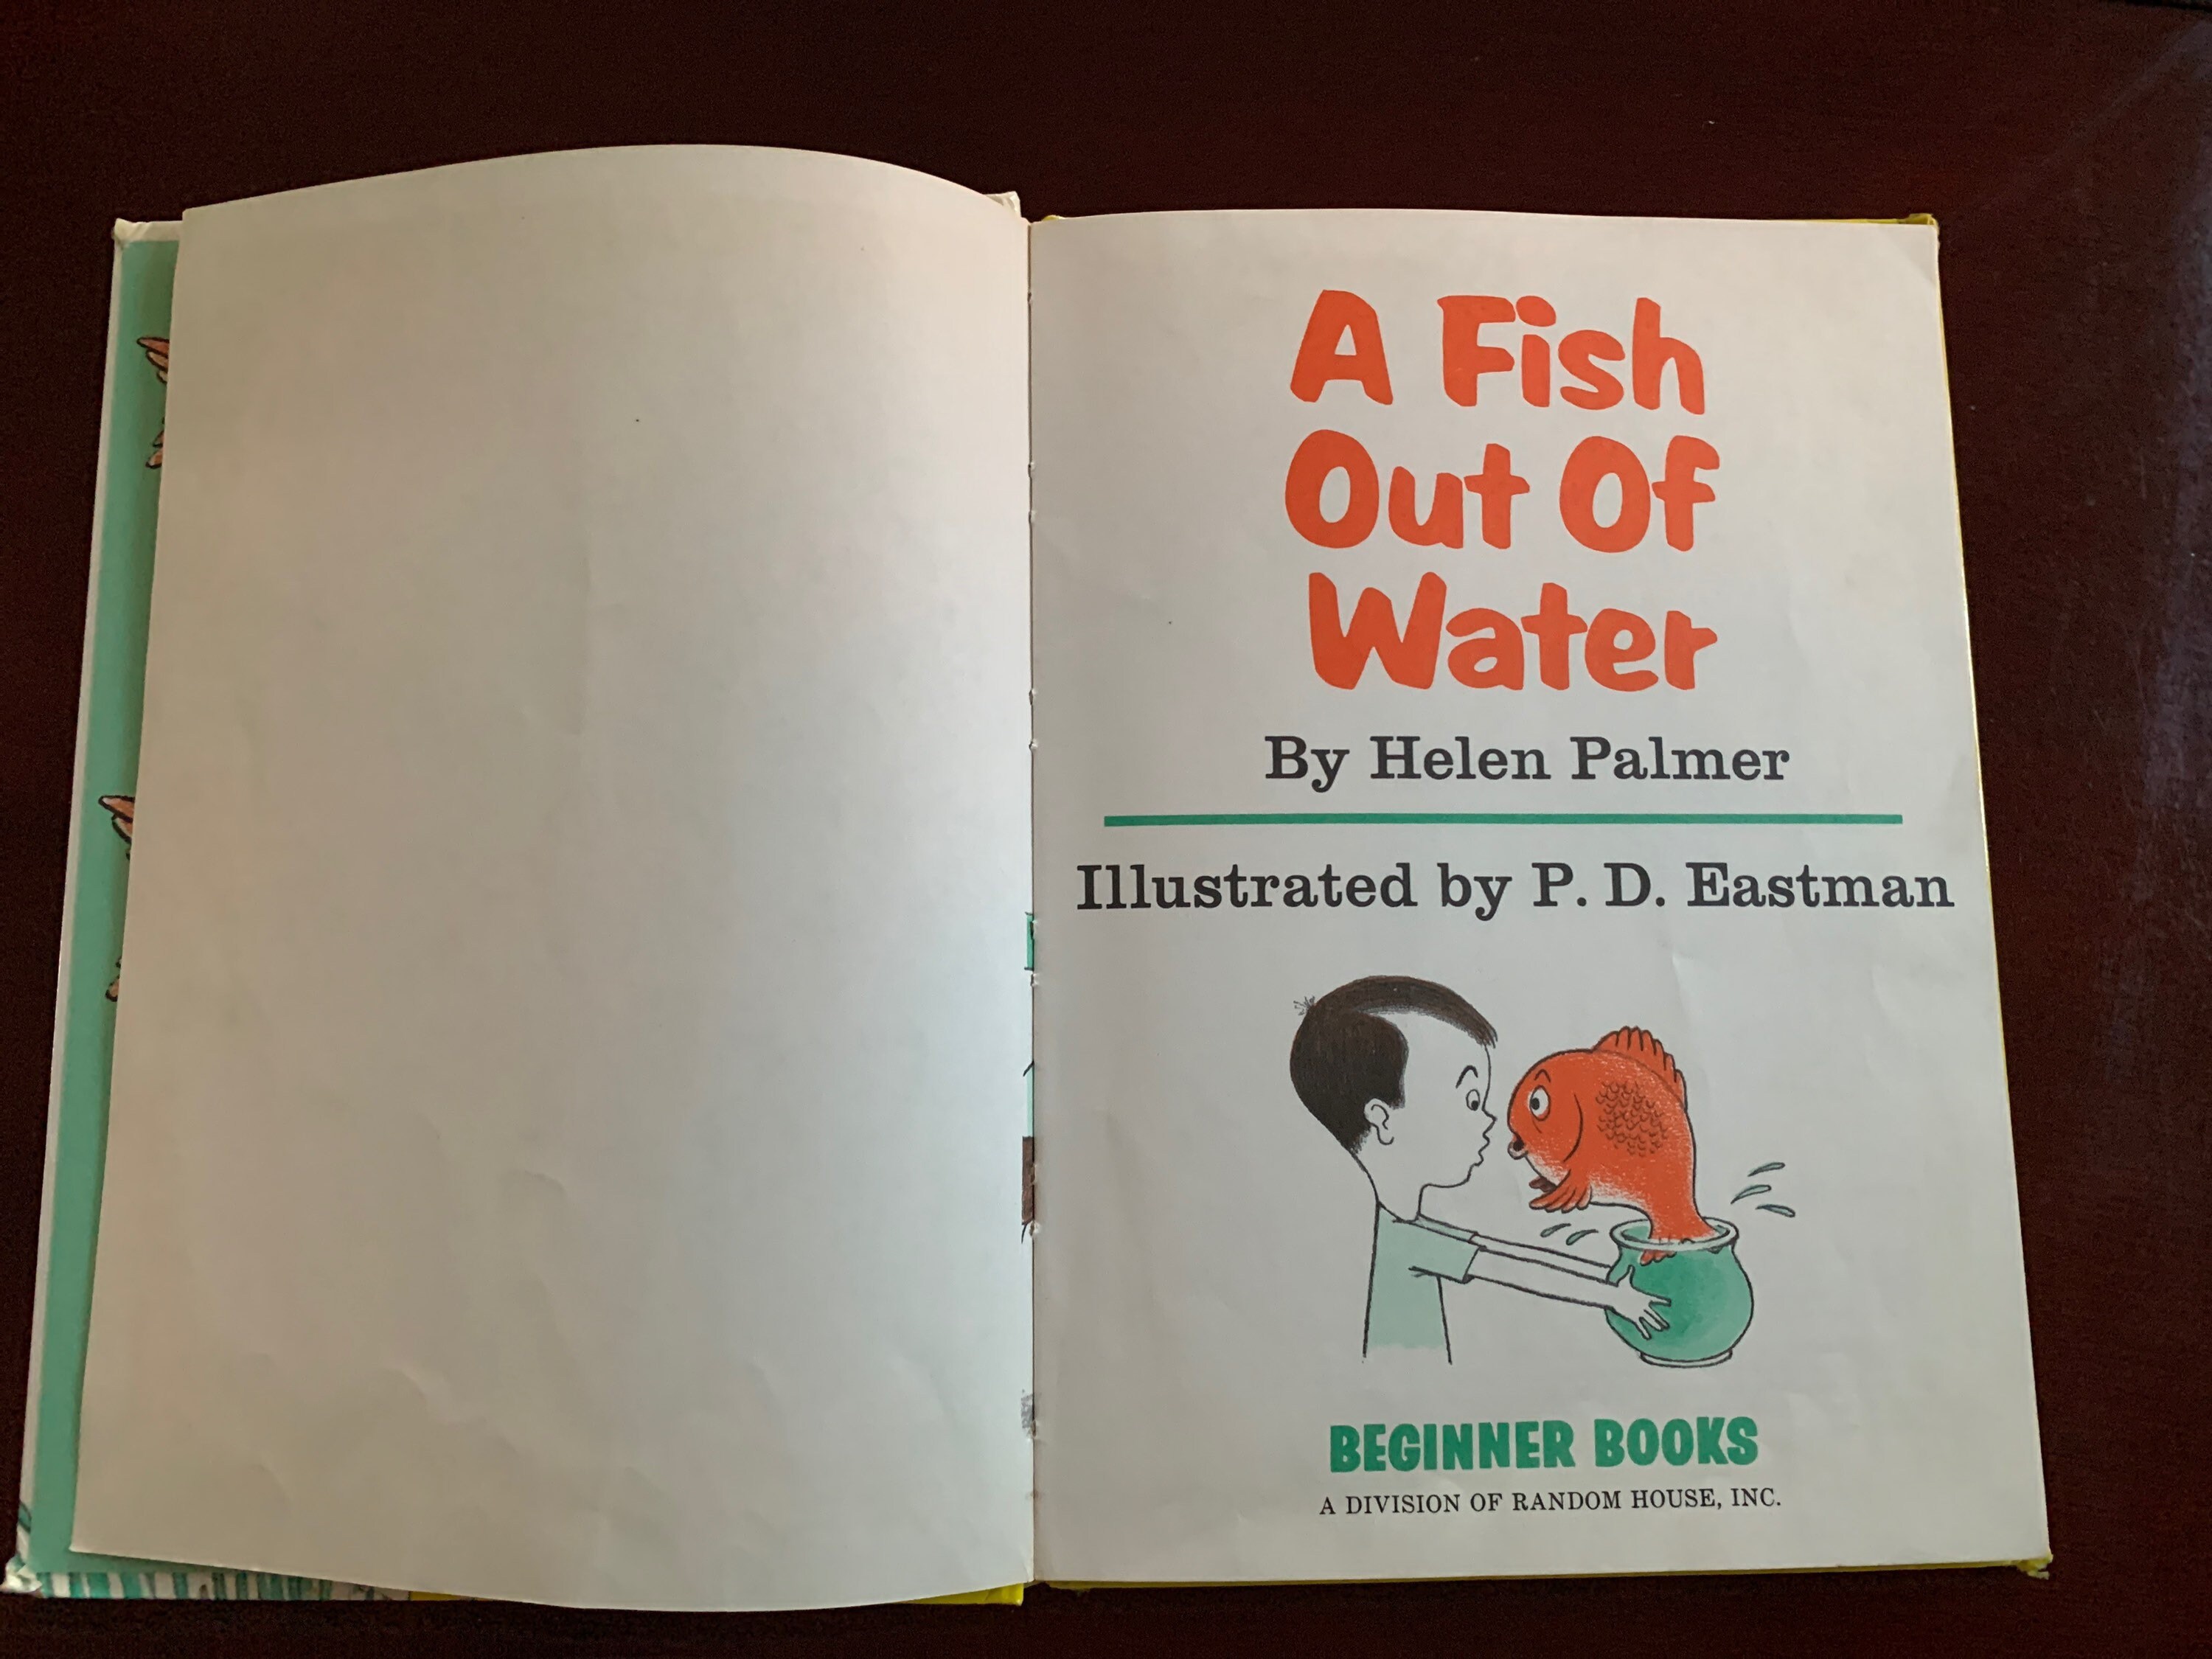 A Fish
Out Of
Water
By Helen Palmer
Illustrated by P. D. Eastman
BEGINNER BOOKS
A DIVISION OF RANDOM HOUSE, INC.